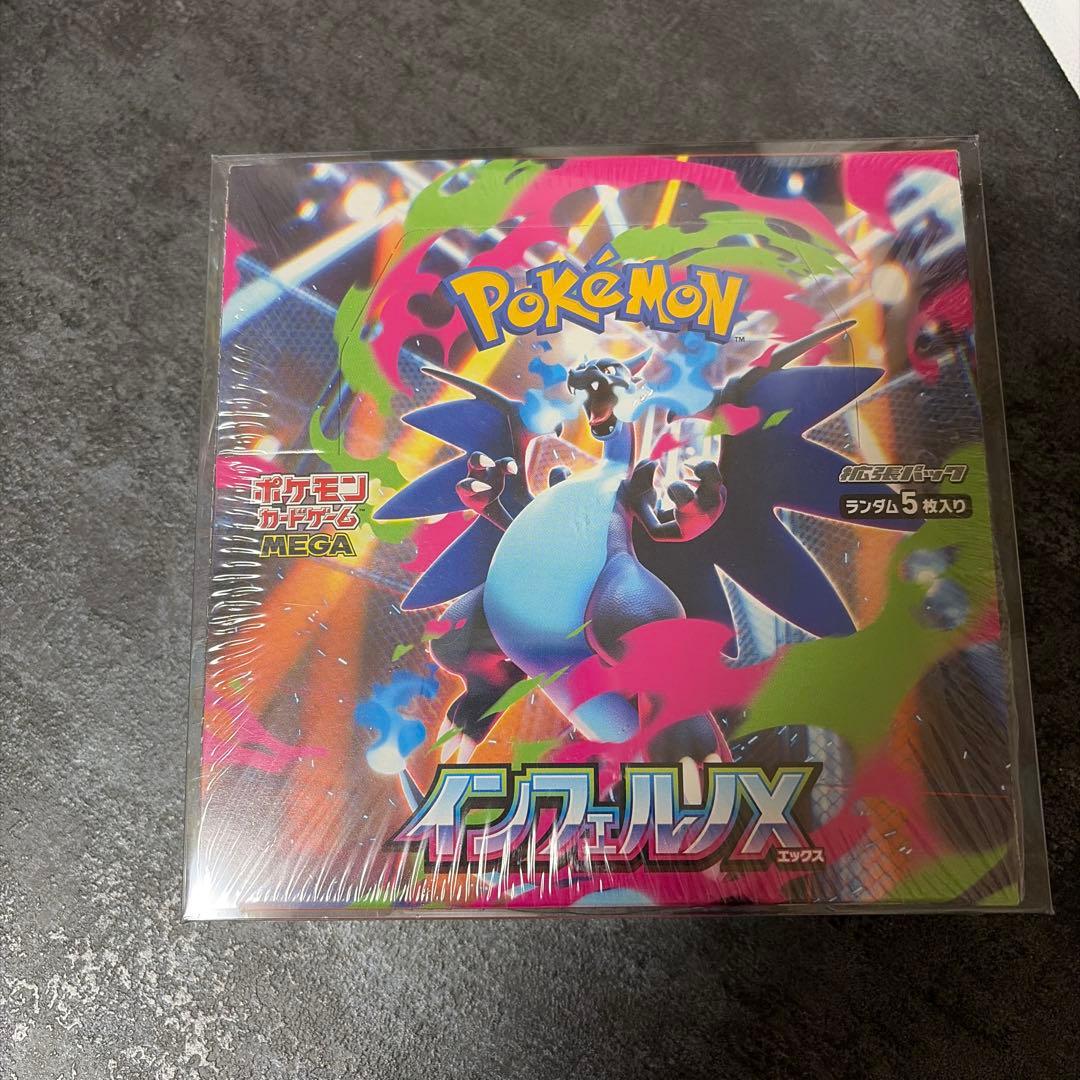 POKéMON
TM
ポケモン
カードゲーム
MEGA
拡張パック
ランダム5枚入り
インフェルノX
エックス